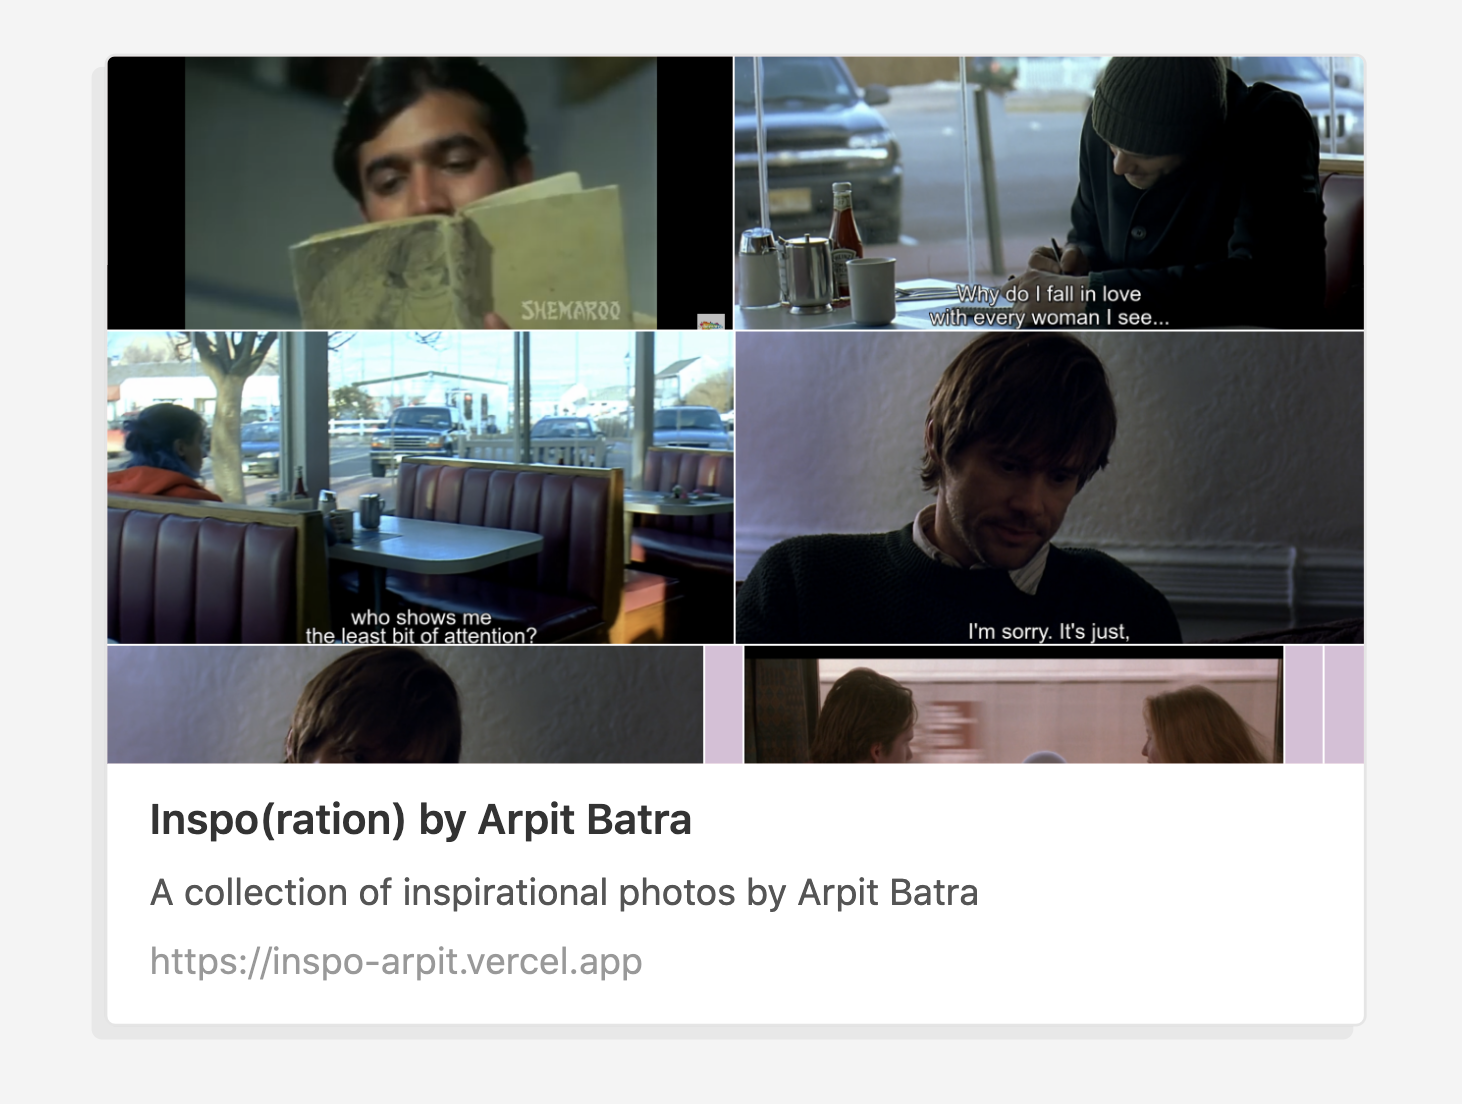 SHEMAROO
Why do I fall in love
with every woman I see...
who shows me
the least bit of attention?
I'm sorry. It's just,
Inspo(ration) by Arpit Batra
A collection of inspirational photos by Arpit Batra
https://inspo-arpit.vercel.app